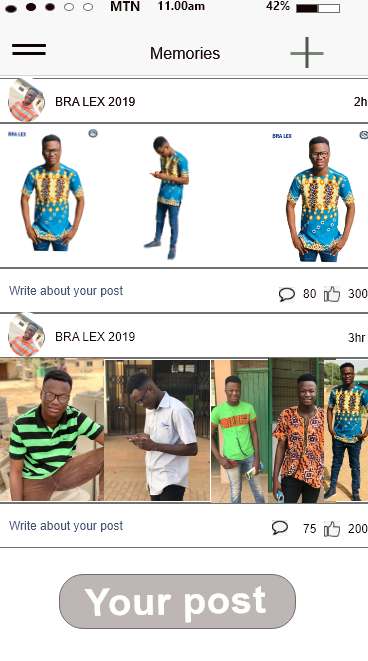 MTN 11.00am 42%
Memories
BRA LEX 2019 2h
BRA LEX BRA LEX
Write about your post 80 300
BRA LEX 2019 3hr
Write about your post 75 200
Your post